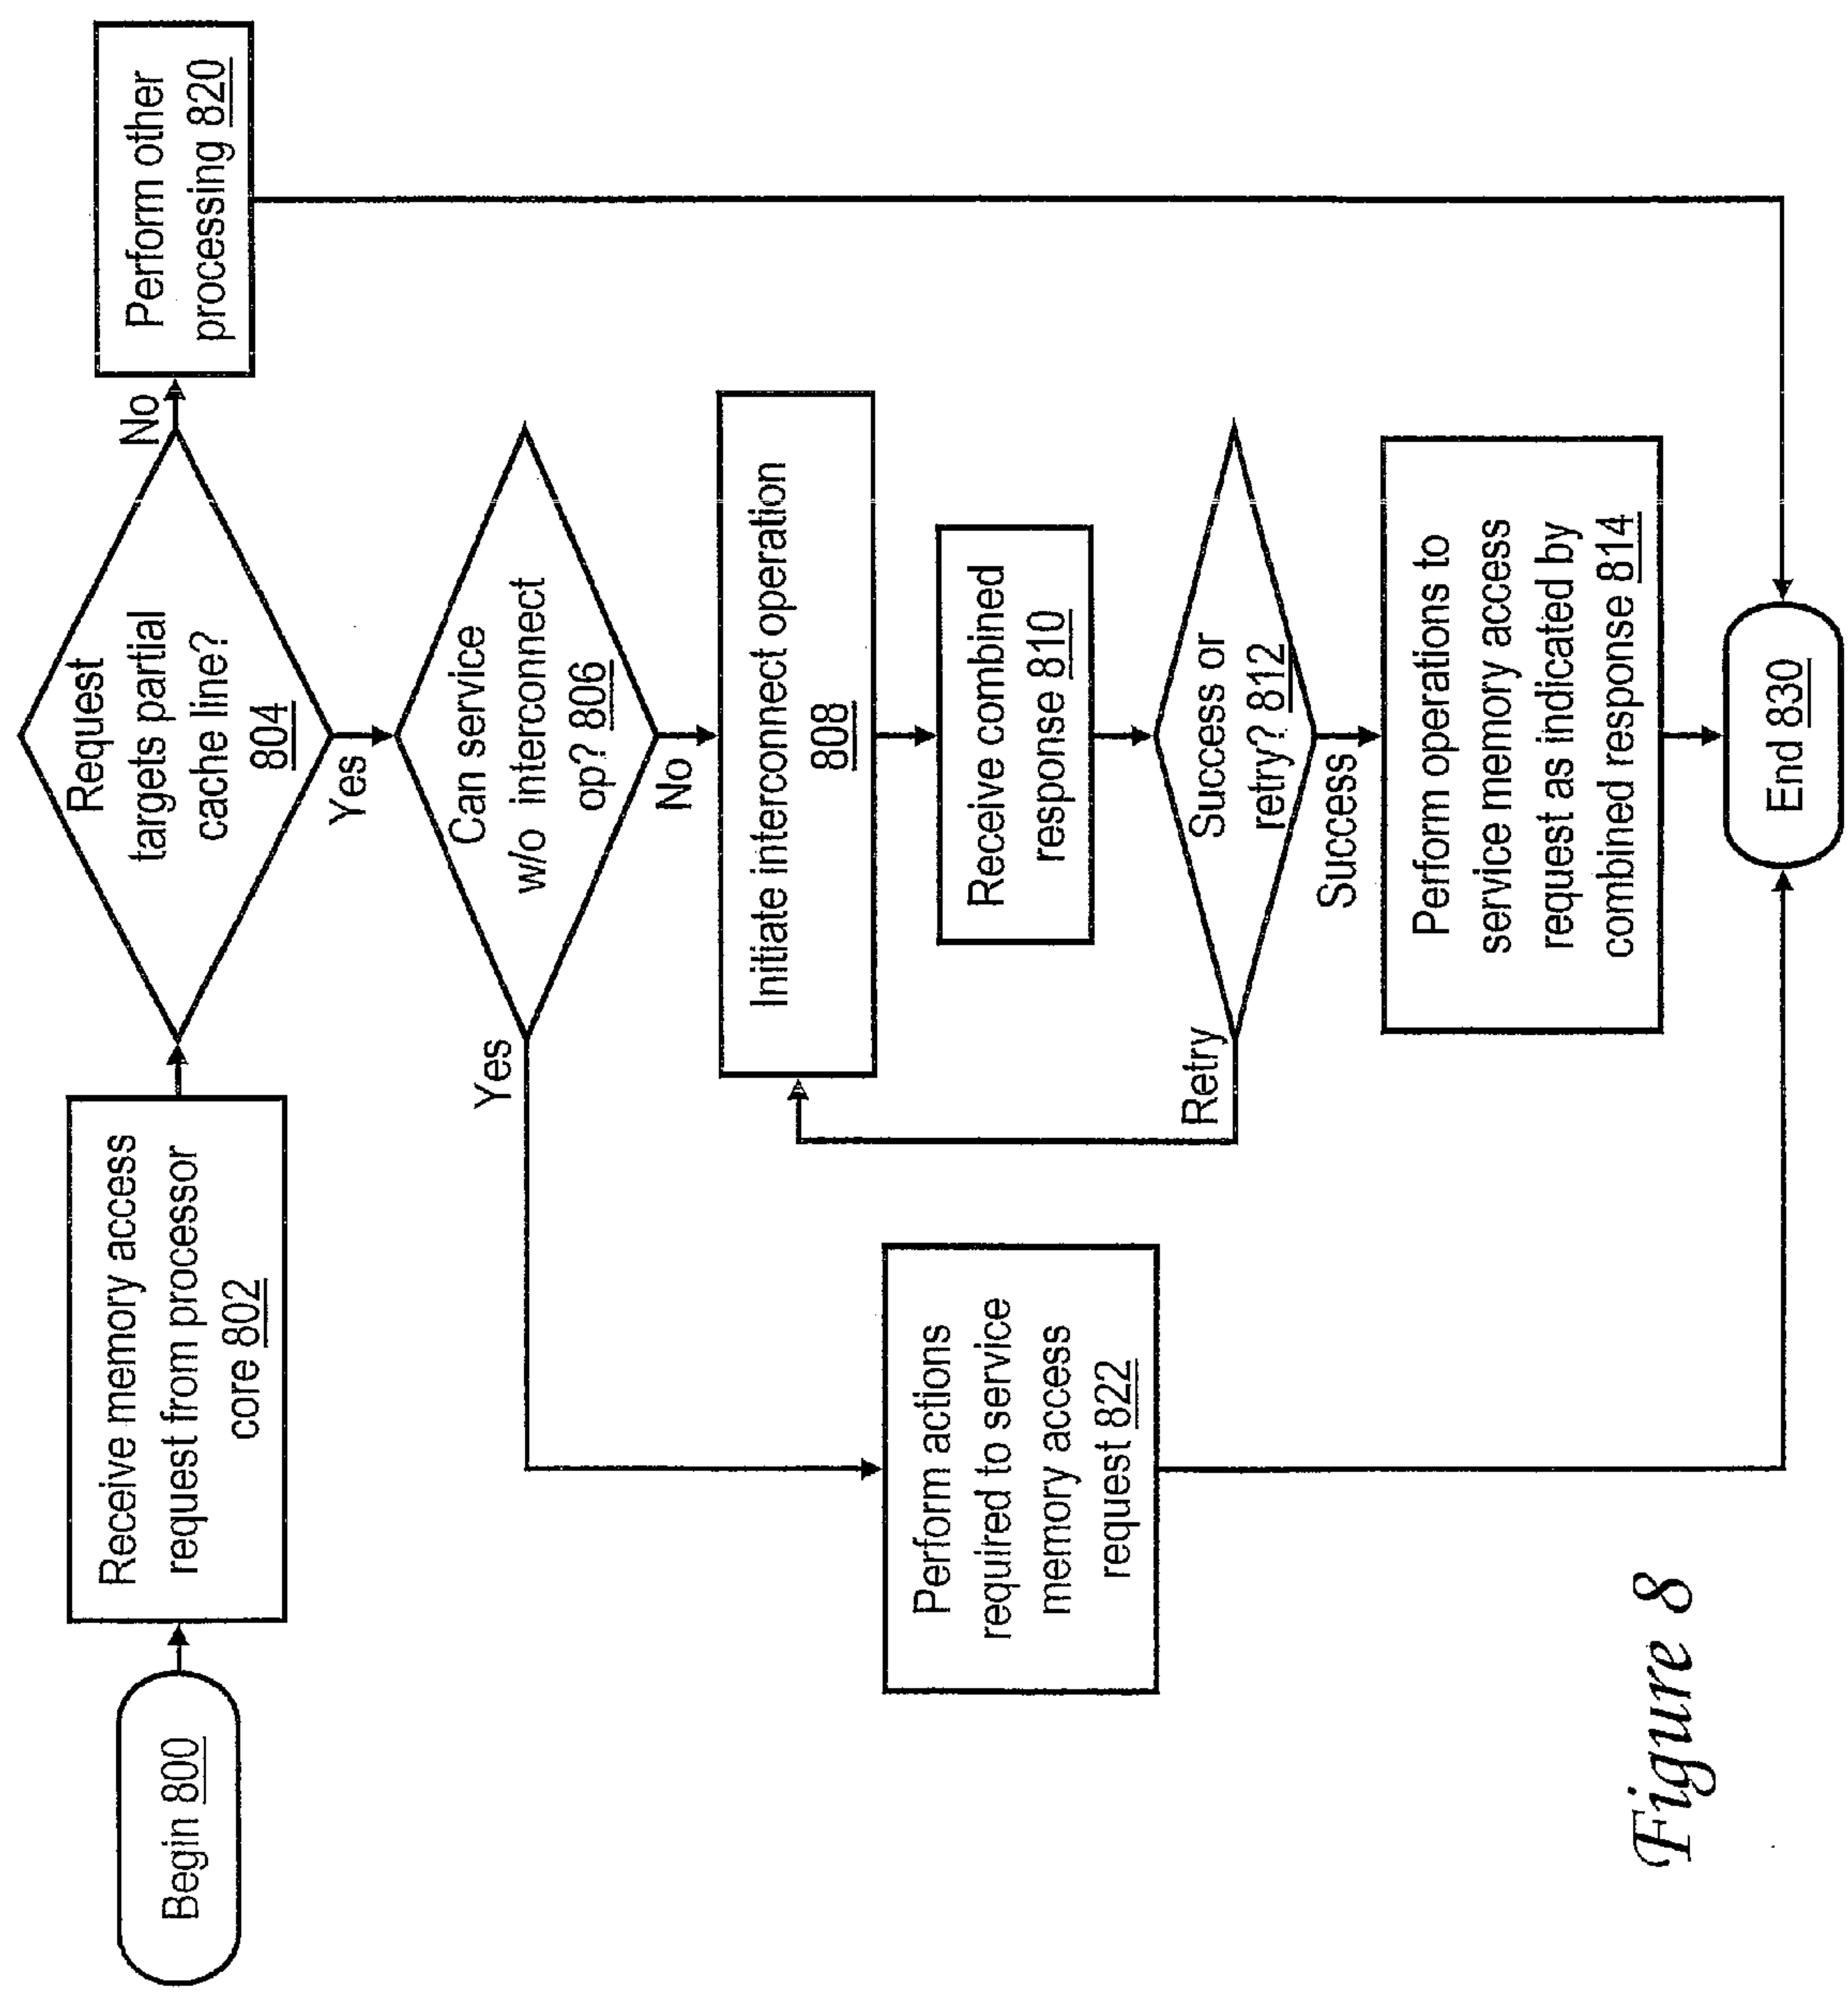 Begin 800
Receive memory access
request from processor
core 802
Request
targets partial
cache line?
804
No
Perform other
processing 820
Yes
Can service
w/o interconnect
op? 806
Yes
No
Initiate interconnect operation
808
Receive combined
response 810
Success or
retry? 812
Retry
Success
Perform actions
required to service
memory access
request 822
Perform operations to
service memory access
request as indicated by
combined response 814
End 830
Figure 8